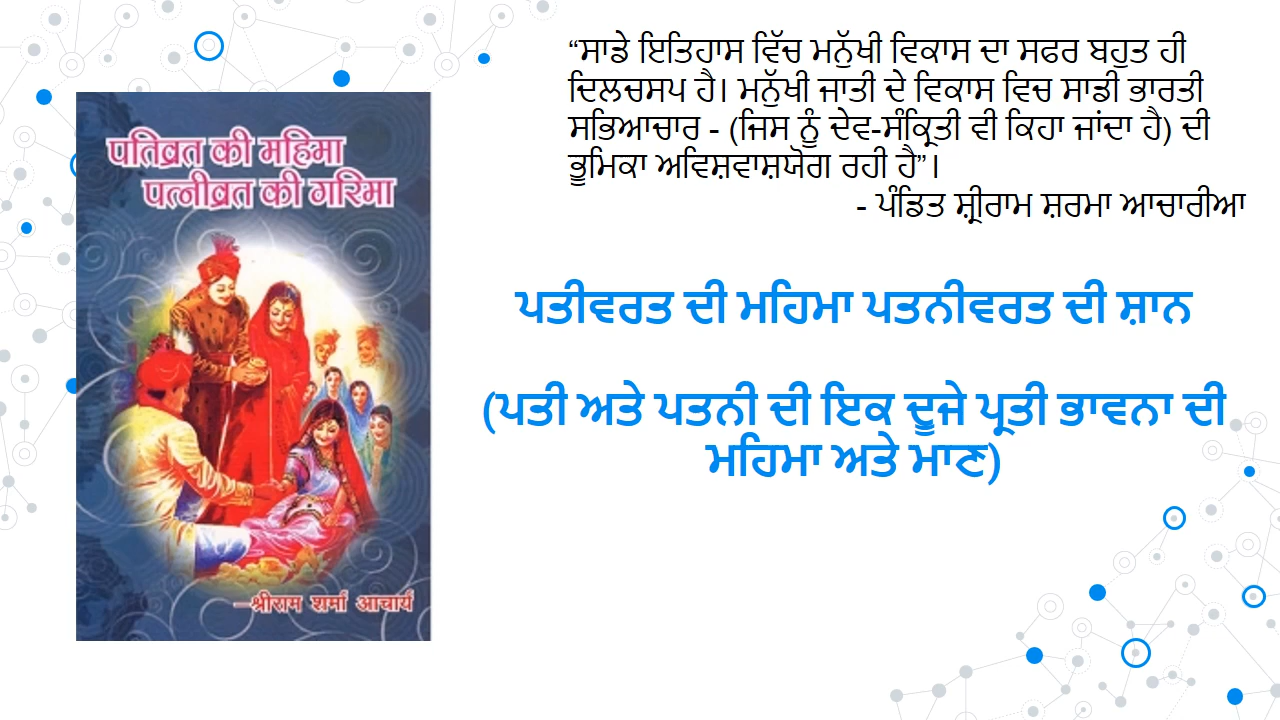 पतिव्रत की महिमा
पत्नीव्रत की गरिमा
—श्रीराम शर्मा आचार्य
“ਸਾਡੇ ਇਤਿਹਾਸ ਵਿੱਚ ਮਨੁੱਖੀ ਵਿਕਾਸ ਦਾ ਸਫਰ ਬਹੁਤ ਹੀ
ਦਿਲਚਸਪ ਹੈ। ਮਨੁੱਖੀ ਜਾਤੀ ਦੇ ਵਿਕਾਸ ਵਿਚ ਸਾਡੀ ਭਾਰਤੀ
ਸਭਿਆਚਾਰ - (ਜਿਸ ਨੂੰ ਦੇਵ-ਸੰਕ੍ਰਿਤੀ ਵੀ ਕਿਹਾ ਜਾਂਦਾ ਹੈ) ਦੀ
ਭੂਮਿਕਾ ਅਵਿਸ਼ਵਾਸ਼ਯੋਗ ਰਹੀ ਹੈ”।
- ਪੰਡਿਤ ਸ਼੍ਰੀਰਾਮ ਸ਼ਰਮਾ ਆਚਾਰੀਆ
ਪਤੀਵਰਤ ਦੀ ਮਹਿਮਾ ਪਤਨੀਵਰਤ ਦੀ ਸ਼ਾਨ
(ਪਤੀ ਅਤੇ ਪਤਨੀ ਦੀ ਇਕ ਦੂਜੇ ਪ੍ਰਤੀ ਭਾਵਨਾ ਦੀ
ਮਹਿਮਾ ਅਤੇ ਮਾਣ)